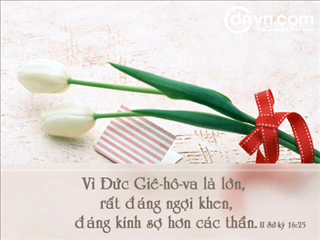 dnvn.com
Vì Đức Giê-hô-va là lớn,
rất đáng ngợi khen,
đáng kính sợ hơn các thần. II Sử ký 16:25